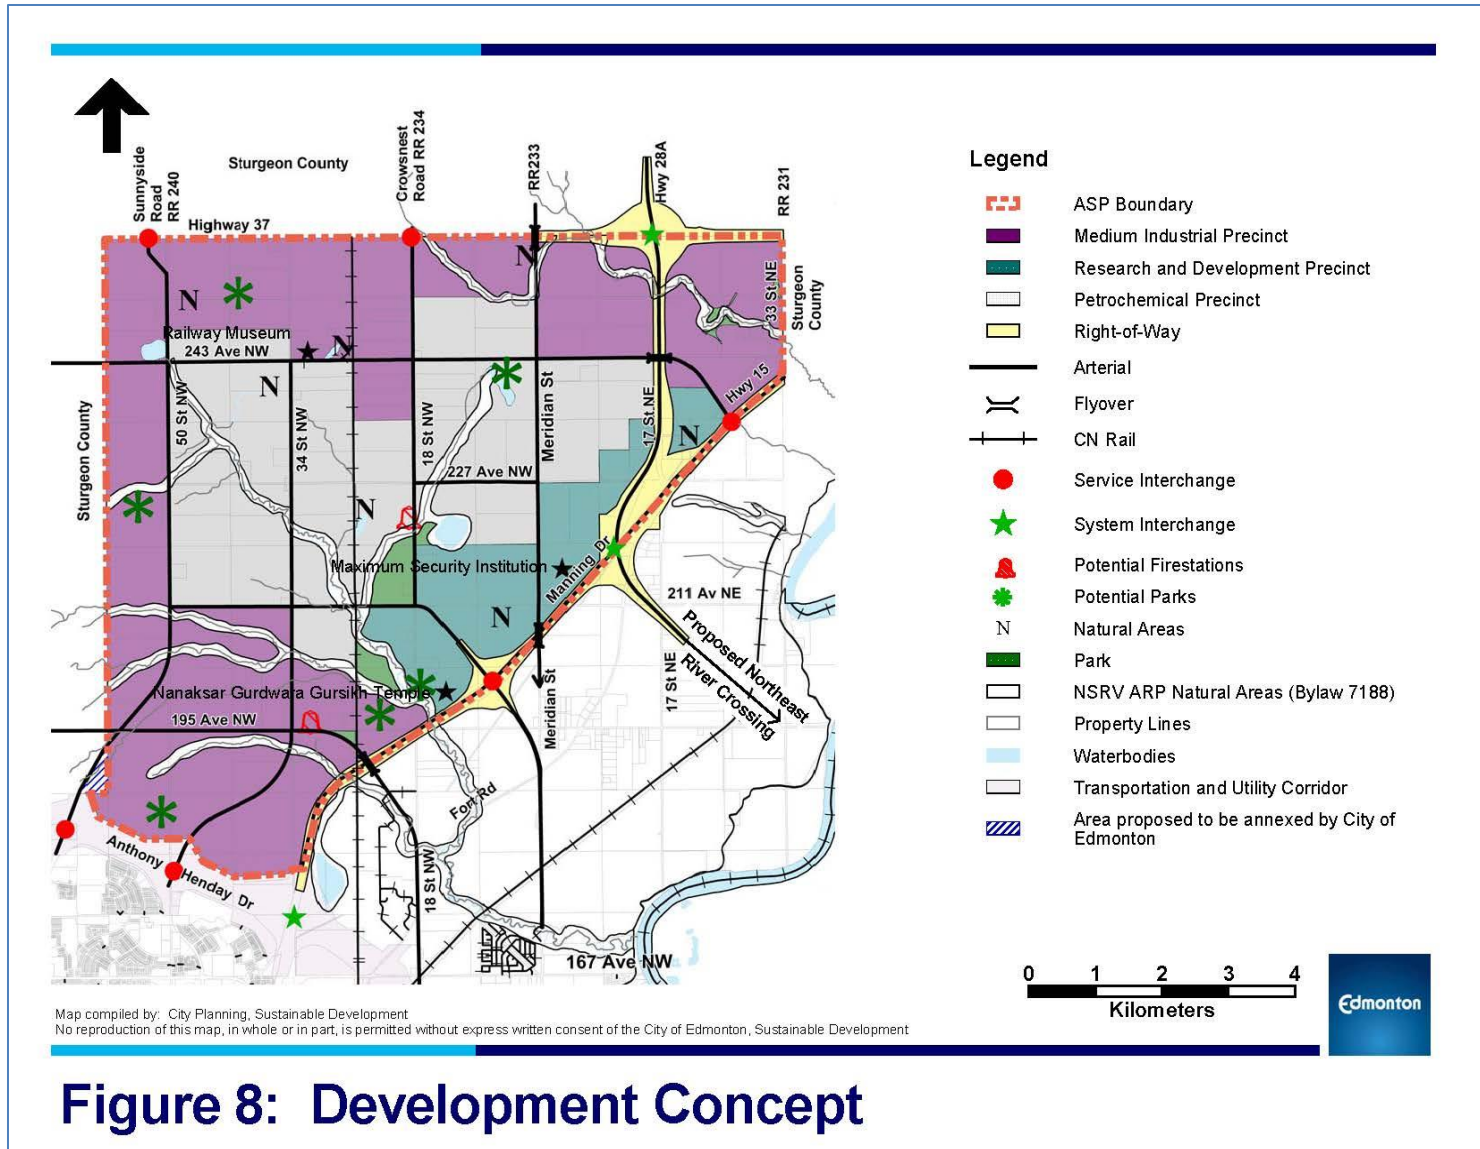 Sturgeon County
Sunnyside
Road
RR 240
Crowsnest
Road RR 234
RR233
Hwy 28A
RR 231
Highway 37
N
N
33 St NE
Sturgeon
County
Railway Museum
N
243 Ave NW
N
Hwy 15
Sturgeon County
50 St NW
34 St NW
18 St NW
Meridian St
17 St NE
N
227 Ave NW
N
Maximum Security Institution
Manning Dr
211 Av NE
N
Proposed Northeast
River Crossing
Nanaksar Gurdwara Gursikh Temple
195 Ave NW
Meridian St
17 St NE
Fort Rd
Anthony
Henday Dr
18 St NW
167 Ave NW
Legend
ASP Boundary
Medium Industrial Precinct
Research and Development Precinct
Petrochemical Precinct
Right-of-Way
Arterial
Flyover
CN Rail
Service Interchange
System Interchange
Potential Firestations
Potential Parks
N Natural Areas
Park
NSRV ARP Natural Areas (Bylaw 7188)
Property Lines
Waterbodies
Transportation and Utility Corridor
Area proposed to be annexed by City of
Edmonton
0 1 2 3 4
Kilometers
Edmonton
Map compiled by: City Planning, Sustainable Development
No reproduction of this map, in whole or in part, is permitted without express written consent of the City of Edmonton, Sustainable Development
Figure 8: Development Concept